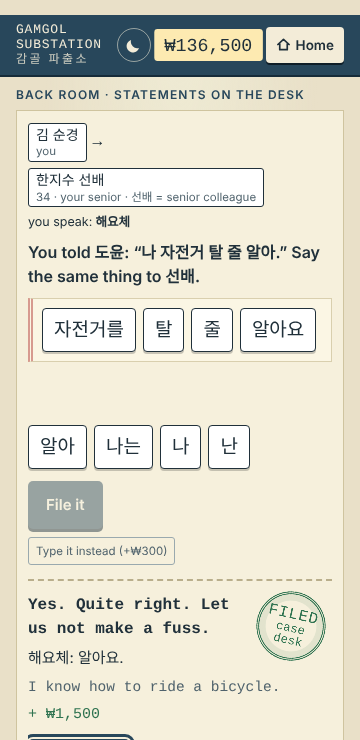 GAMGOL
SUBSTATION
감골 파출소
₩136,500
Home
BACK ROOM · STATEMENTS ON THE DESK
김 순경
you
→
한지수 선배
34 · your senior · 선배 = senior colleague
you speak: 해요체
You told 도윤: “나 자전거 탈 줄 알아.” Say
the same thing to 선배.
자전거를 탈 줄 알아요
알아 나는 나 난
File it
Type it instead (+₩300)
Yes. Quite right. Let
us not make a fuss.
FILED
case
desk
해요체: 알아요.
I know how to ride a bicycle.
+ ₩1,500